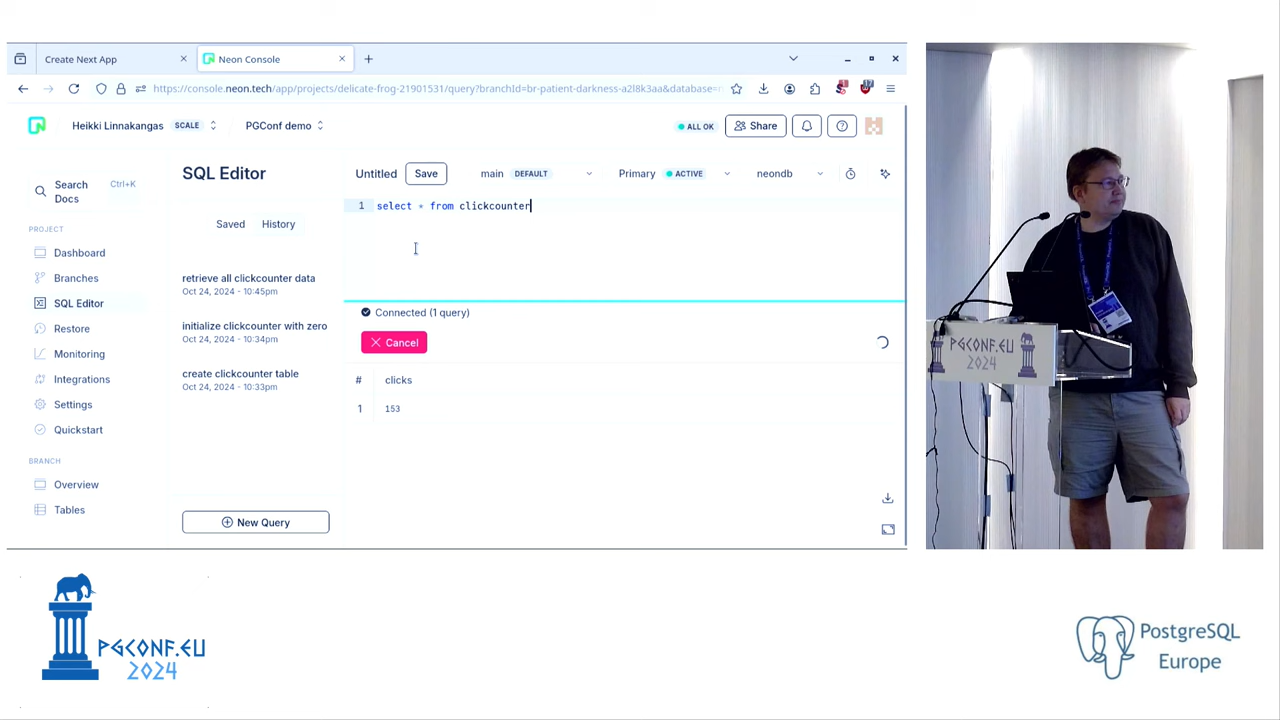 Create Next App
Neon Console
https://console.neon.tech/app/projects/delicate-frog-21901531/query?branchId=br-patient-darkness-a2l8k3aa&database=
Heikki Linnakangas SCALE
PGConf demo
ALL OK
Share
Search Docs
Ctrl+K
PROJECT
Dashboard
Branches
SQL Editor
Restore
Monitoring
Integrations
Settings
Quickstart
BRANCH
Overview
Tables
SQL Editor
Saved
History
retrieve all clickcounter data
Oct 24, 2024 - 10:45pm
initialize clickcounter with zero
Oct 24, 2024 - 10:34pm
create clickcounter table
Oct 24, 2024 - 10:33pm
New Query
Untitled
Save
main DEFAULT
Primary ACTIVE
neondb
1 select * from clickcounter
Connected (1 query)
Cancel
# clicks
1 153
PGCONF.EU
2024
PGCONF.EU
2024
PostgreSQL
Europe